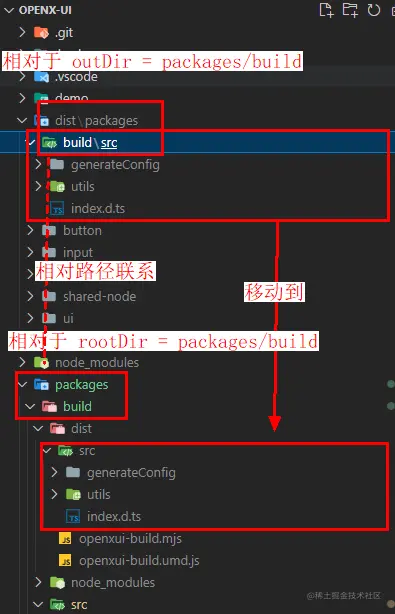 OPENX-UI
.git
相对于 outDir = packages/build
.vscode
demo
dist\packages
build\src
generateConfig
utils
TS index.d.ts
button
input
相对路径联系
shared-node
移动到
ui
相对于 rootDir = packages/build
node_modules
packages
build
dist
src
generateConfig
utils
TS index.d.ts
JS openxui-build.mjs
JS openxui-build.umd.js
node_modules
src
@稀土掘金技术社区